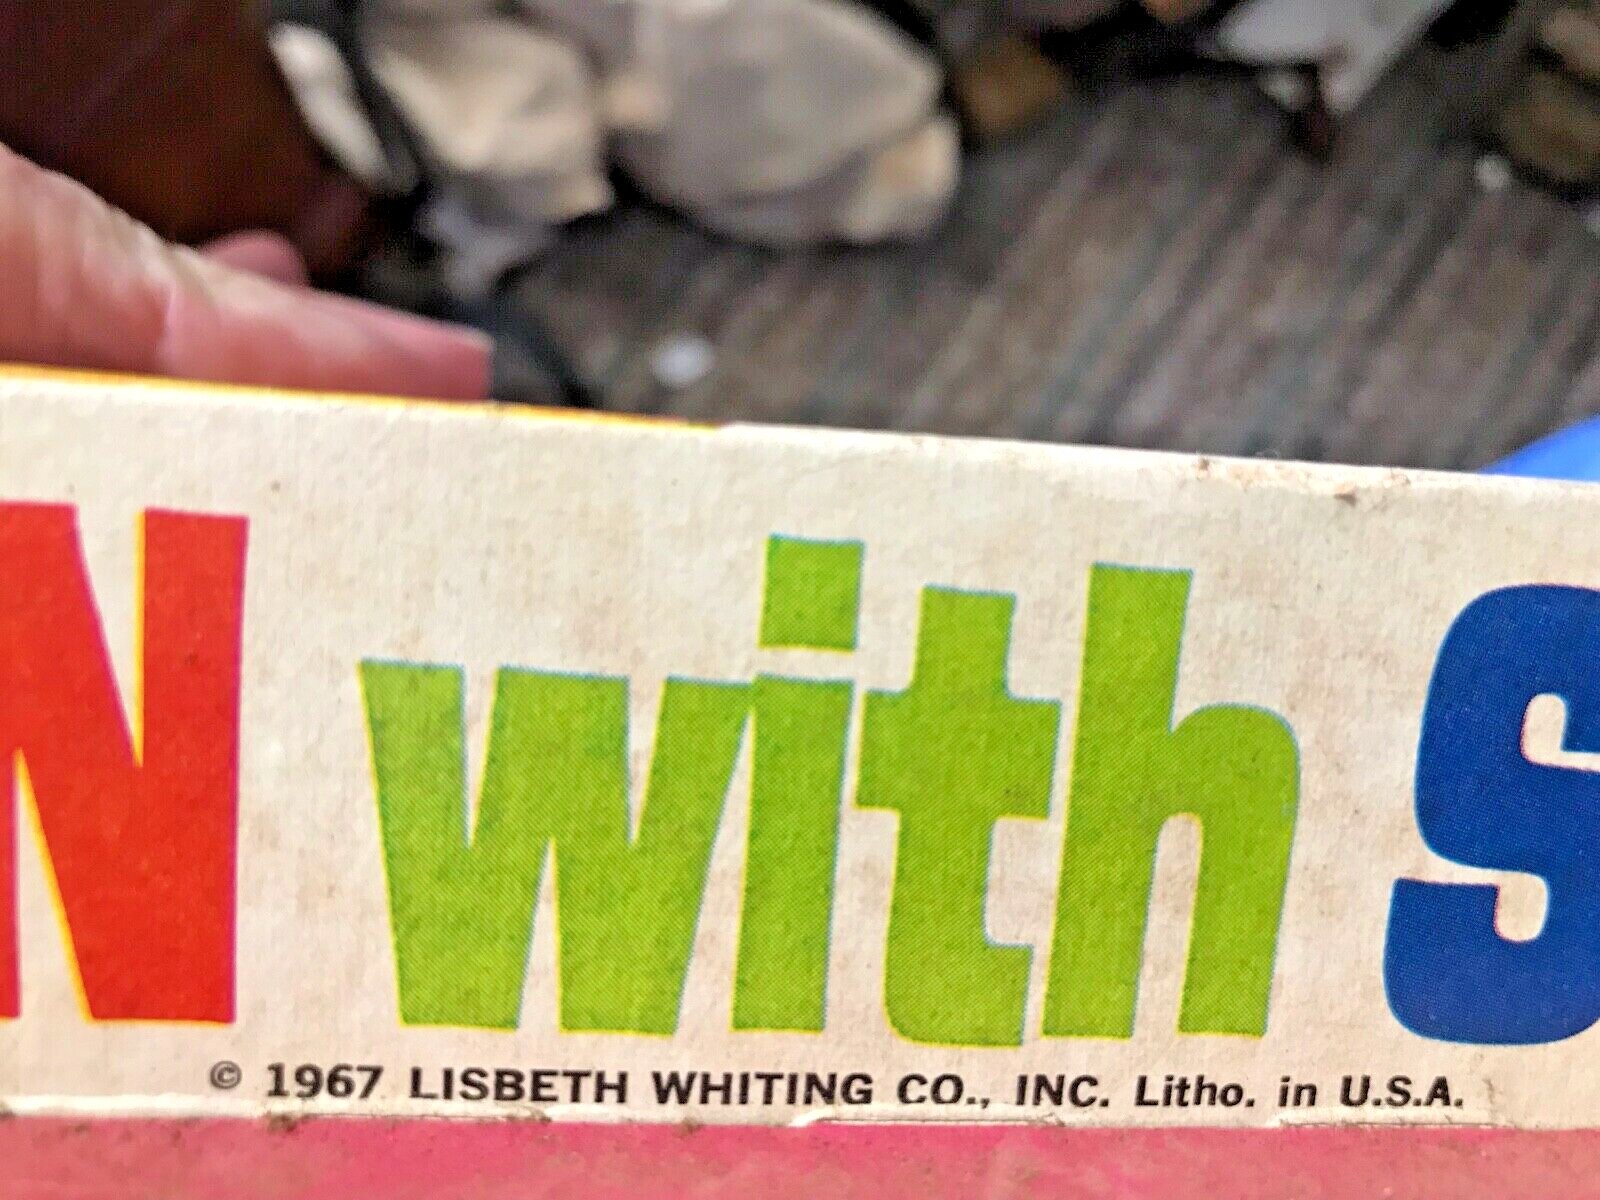 N with S
© 1967 LISBETH WHITING CO., INC. Litho. in U.S.A.